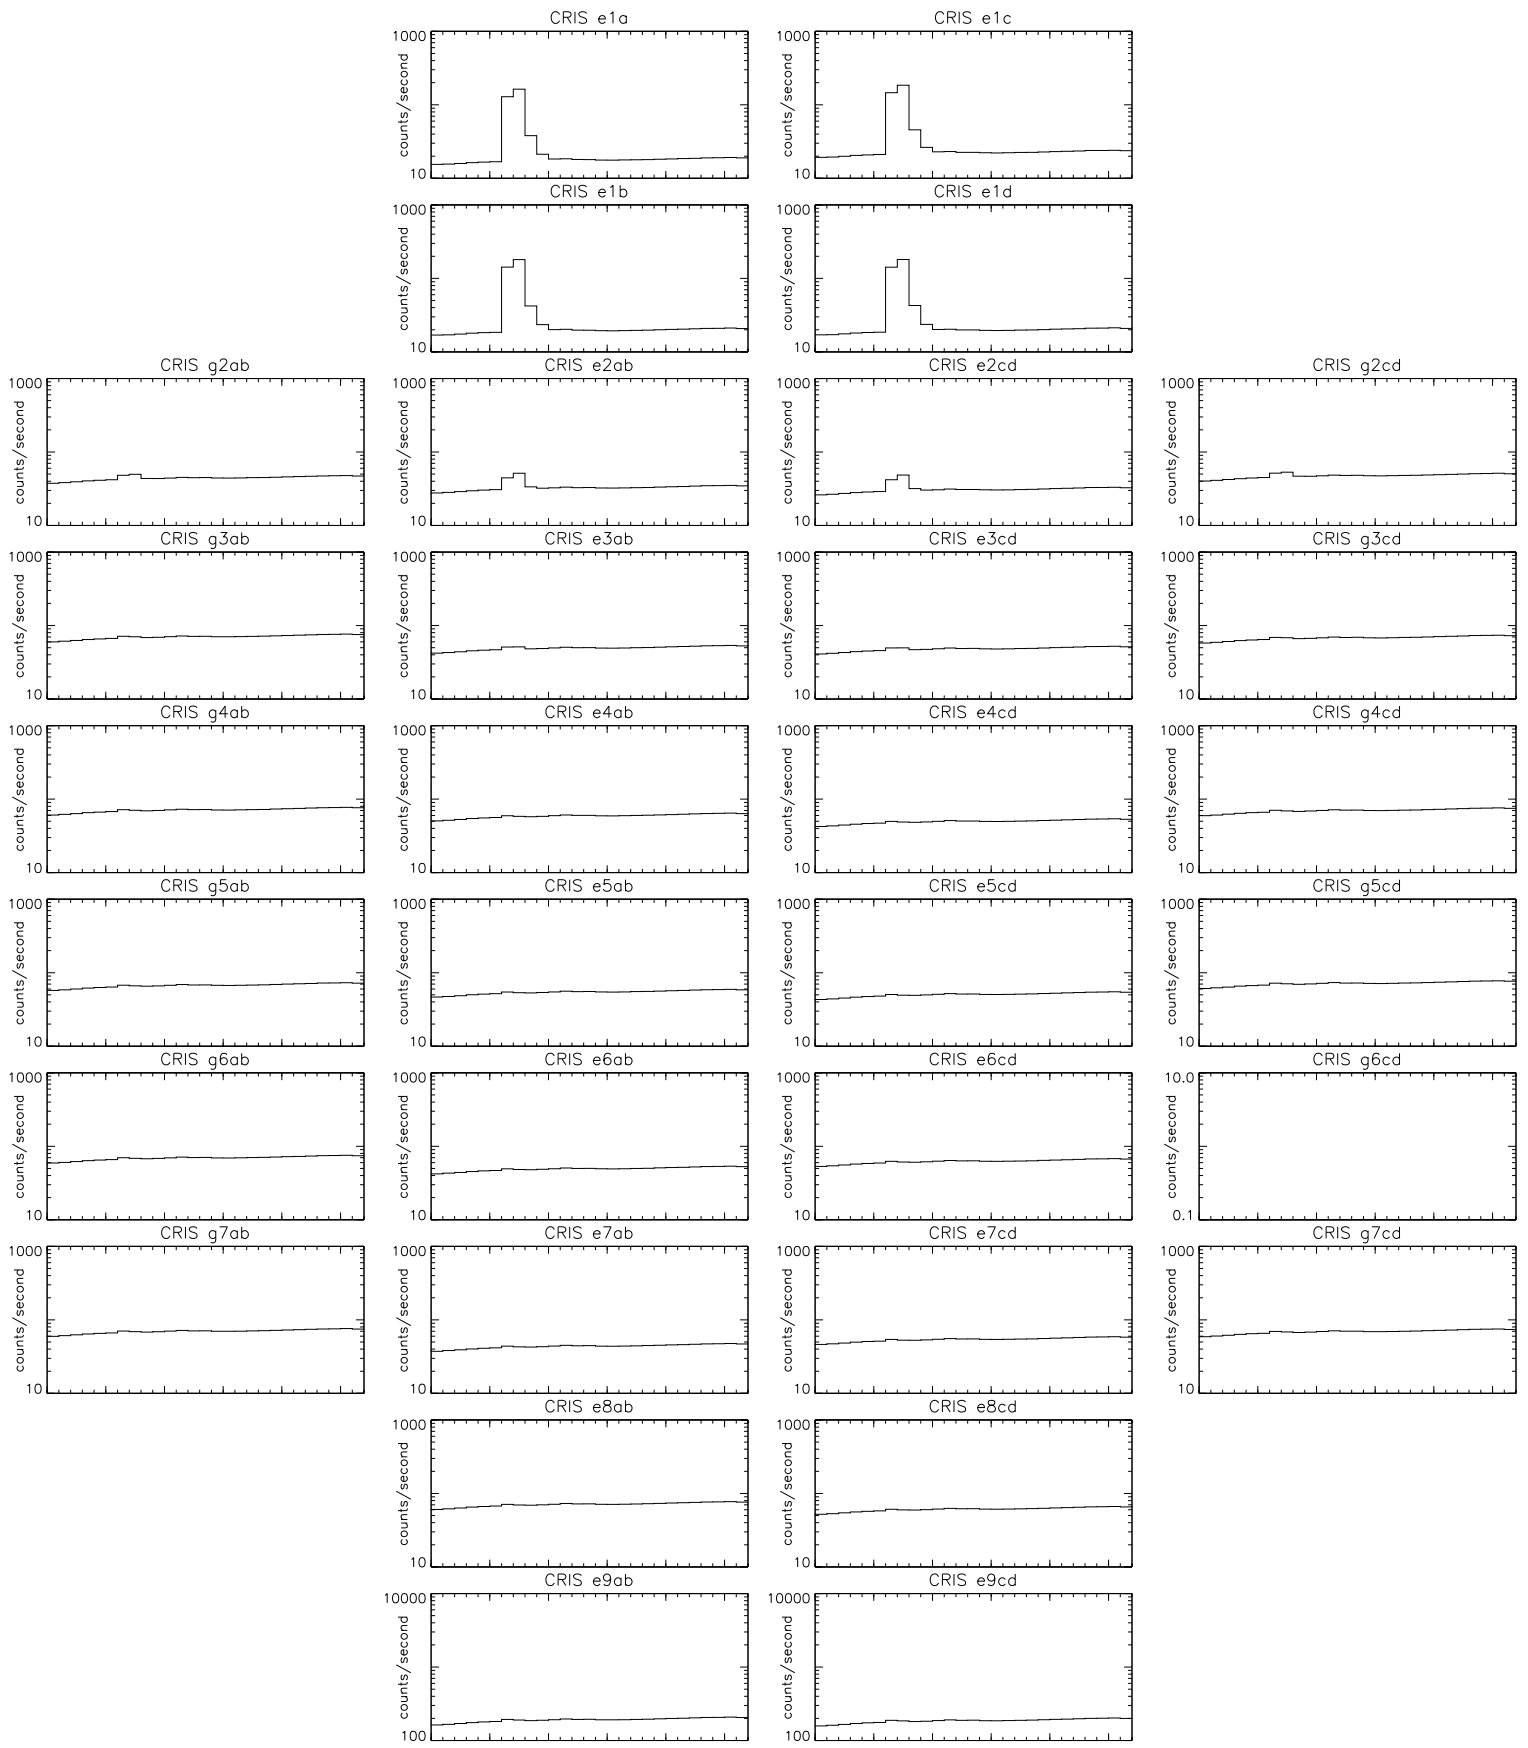 CRIS e1a
CRIS e1c
1000
counts/second
10
1000
counts/second
10
CRIS e1b
CRIS e1d
1000
counts/second
10
1000
counts/second
10
CRIS g2ab
CRIS e2ab
CRIS e2cd
CRIS g2cd
1000
counts/second
10
1000
counts/second
10
1000
counts/second
10
1000
counts/second
10
CRIS g3ab
CRIS e3ab
CRIS e3cd
CRIS g3cd
1000
counts/second
10
1000
counts/second
10
1000
counts/second
10
1000
counts/second
10
CRIS g4ab
CRIS e4ab
CRIS e4cd
CRIS g4cd
1000
counts/second
10
1000
counts/second
10
1000
counts/second
10
1000
counts/second
10
CRIS g5ab
CRIS e5ab
CRIS e5cd
CRIS g5cd
1000
counts/second
10
1000
counts/second
10
1000
counts/second
10
1000
counts/second
10
CRIS g6ab
CRIS e6ab
CRIS e6cd
CRIS g6cd
1000
counts/second
10
1000
counts/second
10
1000
counts/second
10
10.0
counts/second
0.1
CRIS g7ab
CRIS e7ab
CRIS e7cd
CRIS g7cd
1000
counts/second
10
1000
counts/second
10
1000
counts/second
10
1000
counts/second
10
CRIS e8ab
CRIS e8cd
1000
counts/second
10
1000
counts/second
10
CRIS e9ab
CRIS e9cd
10000
counts/second
100
10000
counts/second
100